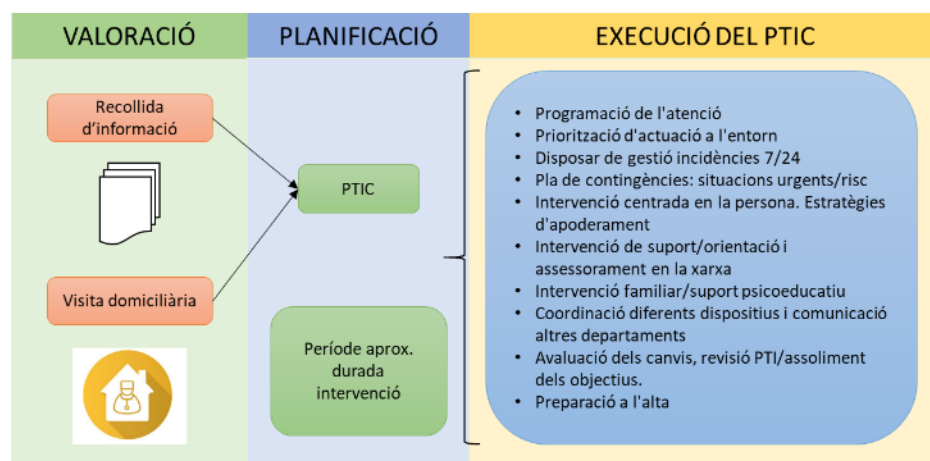 VALORACIÓ
PLANIFICACIÓ
EXECUCIÓ DEL PTIC
Recollida
d'informació
Visita domiciliària
PTIC
Període aprox.
durada
intervenció
• Programació de l'atenció
• Priorització d'actuació a l'entorn
• Disposar de gestió incidències 7/24
• Pla de contingències: situacions urgents/risc
• Intervenció centrada en la persona. Estratègies
d'apoderament
• Intervenció de suport/orientació i
assessorament en la xarxa
• Intervenció familiar/suport psicoeducatiu
• Coordinació diferents dispositius i comunicació
altres departaments
• Avaluació dels canvis, revisió PTI/assoliment
dels objectius.
• Preparació a l'alta